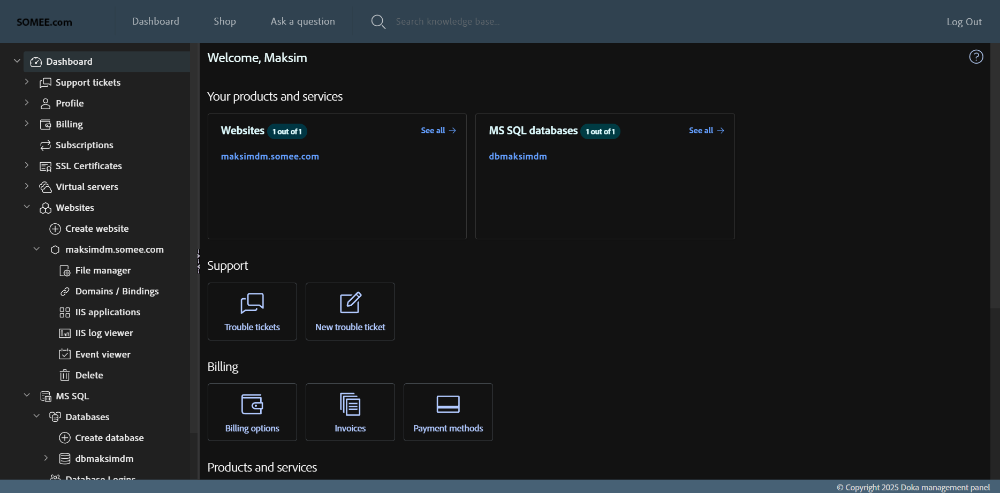 SOMEE.com
Dashboard
Shop
Ask a question
Search knowledge base...
Log Out
Dashboard
Support tickets
Profile
Billing
Subscriptions
SSL Certificates
Virtual servers
Websites
Create website
maksimdm.somee.com
File manager
Domains / Bindings
IIS applications
IIS log viewer
Event viewer
Delete
MS SQL
Databases
Create database
dbmaksimdm
Database Logins
Welcome, Maksim
Your products and services
Websites 1 out of 1 See all
maksimdm.somee.com
MS SQL databases 1 out of 1 See all
dbmaksimdm
Support
Trouble tickets
New trouble ticket
Billing
Billing options
Invoices
Payment methods
Products and services
© Copyright 2025 Doka management panel